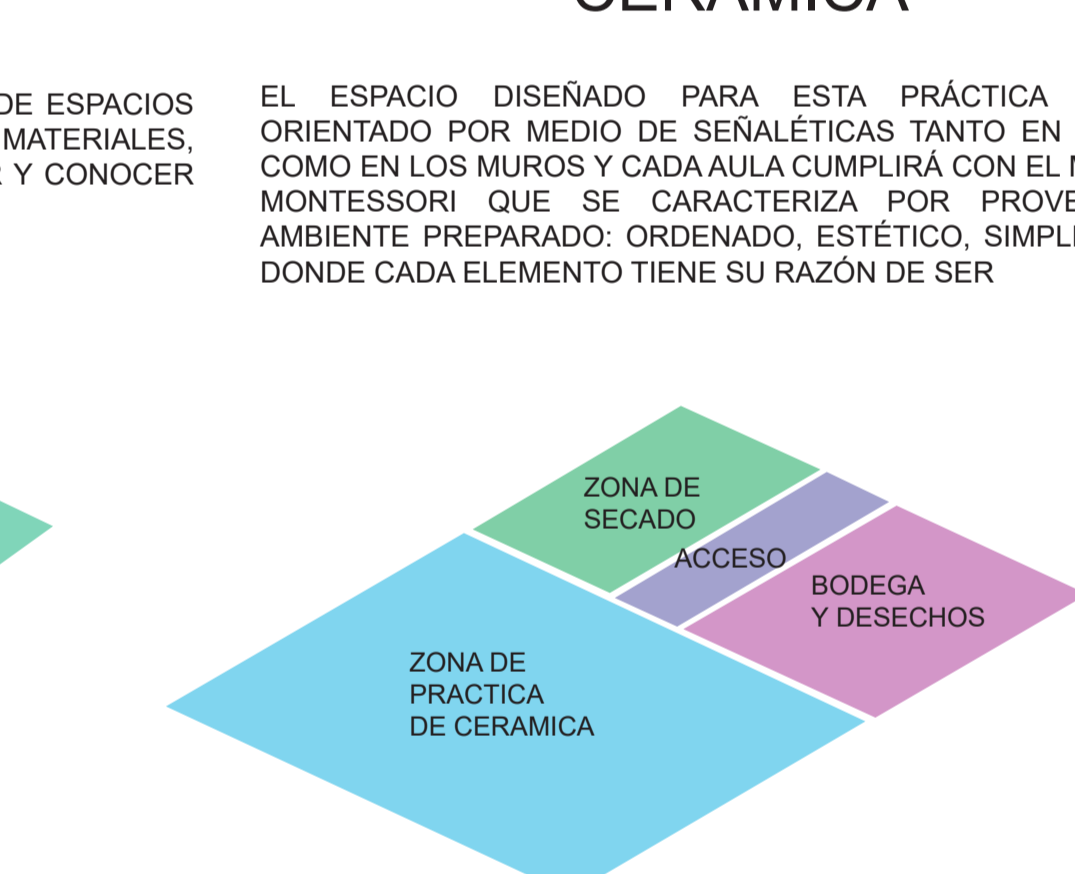 CERAMICA
DE ESPACIOS
MATERIALES,
Y CONOCER
EL ESPACIO DISEÑADO PARA ESTA PRÁCTICA
ORIENTADO POR MEDIO DE SEÑALÉTICAS TANTO EN
COMO EN LOS MUROS Y CADA AULA CUMPLIRÁ CON EL
MONTESSORI QUE SE CARACTERIZA POR
AMBIENTE PREPARADO: ORDENADO, ESTÉTICO,
DONDE CADA ELEMENTO TIENE SU RAZÓN DE SER
ZONA DE
SECADO
ACCESO
BODEGA
Y DESECHOS
ZONA DE
PRACTICA
DE CERAMICA